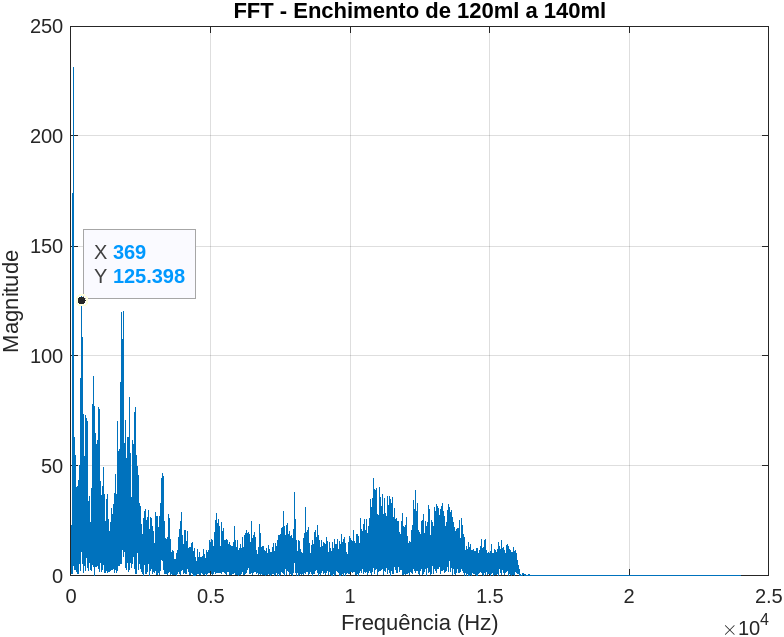 FFT - Enchimento de 120ml a 140ml
250
200
150
100
50
0
Magnitude
X 369
Y 125.398
0 0.5 1 1.5 2 2.5
×10^4
Frequência (Hz)